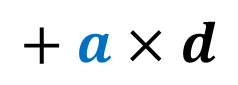 + a × d